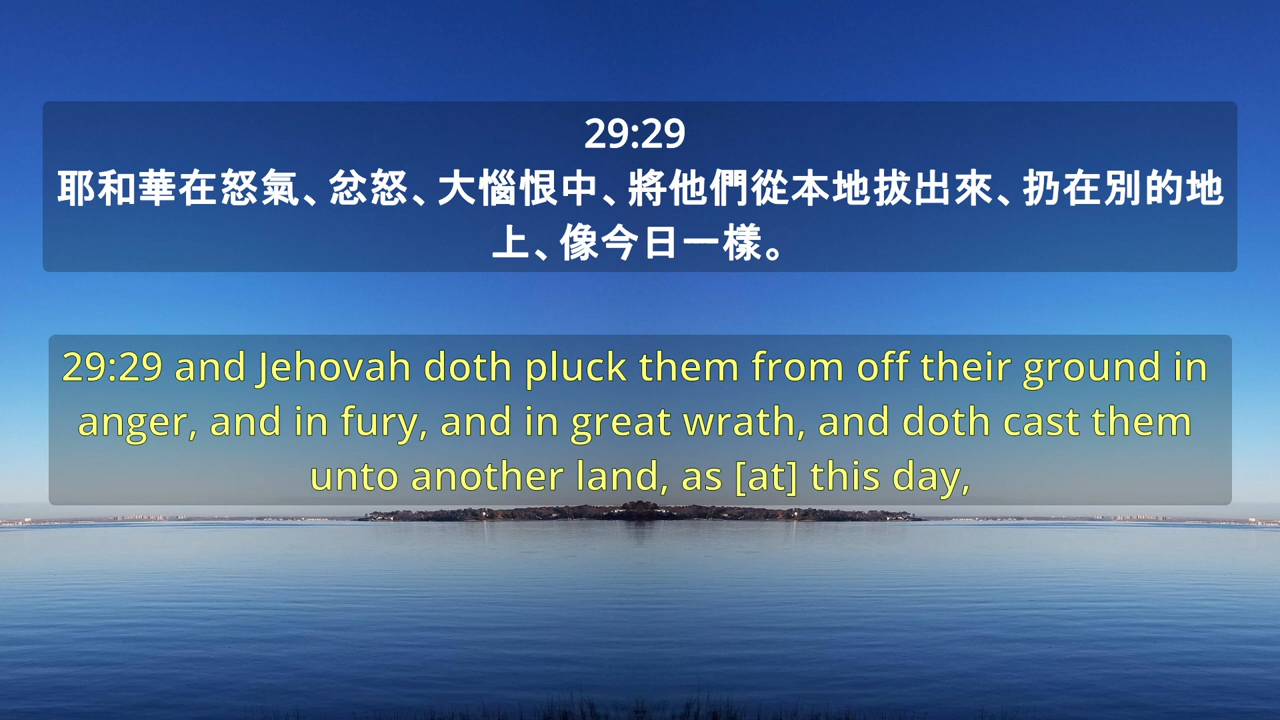 29:29
耶和華在怒氣、忿怒、大惱恨中、將他們從本地拔出來、扔在別的地
上、像今日一樣。
29:29 and Jehovah doth pluck them from off their ground in
anger, and in fury, and in great wrath, and doth cast them
unto another land, as [at] this day,